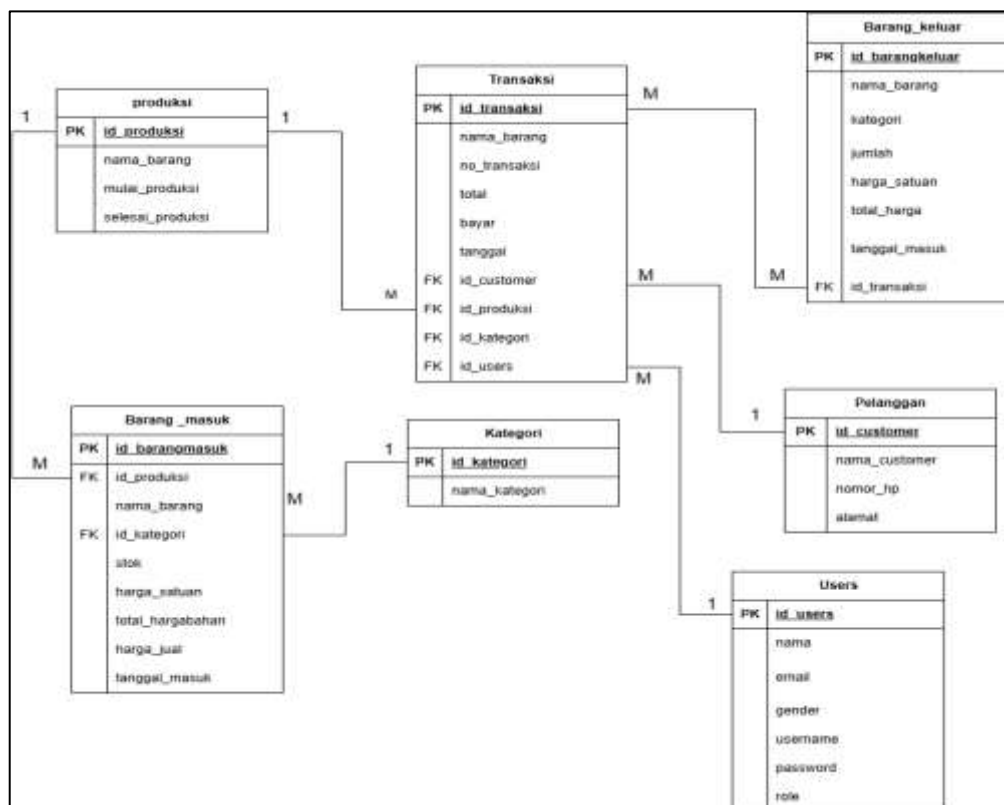 produksi
PK id_produksi
nama_barang
mulai_produksi
selesai_produksi
1
1
M
M
Transaksi
PK id_transaksi
nama_barang
no_transaksi
total
bayar
tanggal
FK id_customer
FK id_produksi
FK id_kategori
FK id_users
M
M
M
M
Barang_keluar
PK id_barangkeluar
nama_barang
kategori
jumlah
harga_satuan
total_harga
tanggal_masuk
FK id_transaksi
Barang _masuk
PK id_barangmasuk
FK id_produksi
nama_barang
FK id_kategori
stok
harga_satuan
total_hargabahan
harga_jual
tanggal_masuk
M
1
Kategori
PK id_kategori
nama_kategori
1
Pelanggan
PK id_customer
nama_customer
nomor_hp
alamat
1
Users
PK id_users
nama
email
gender
username
password
role